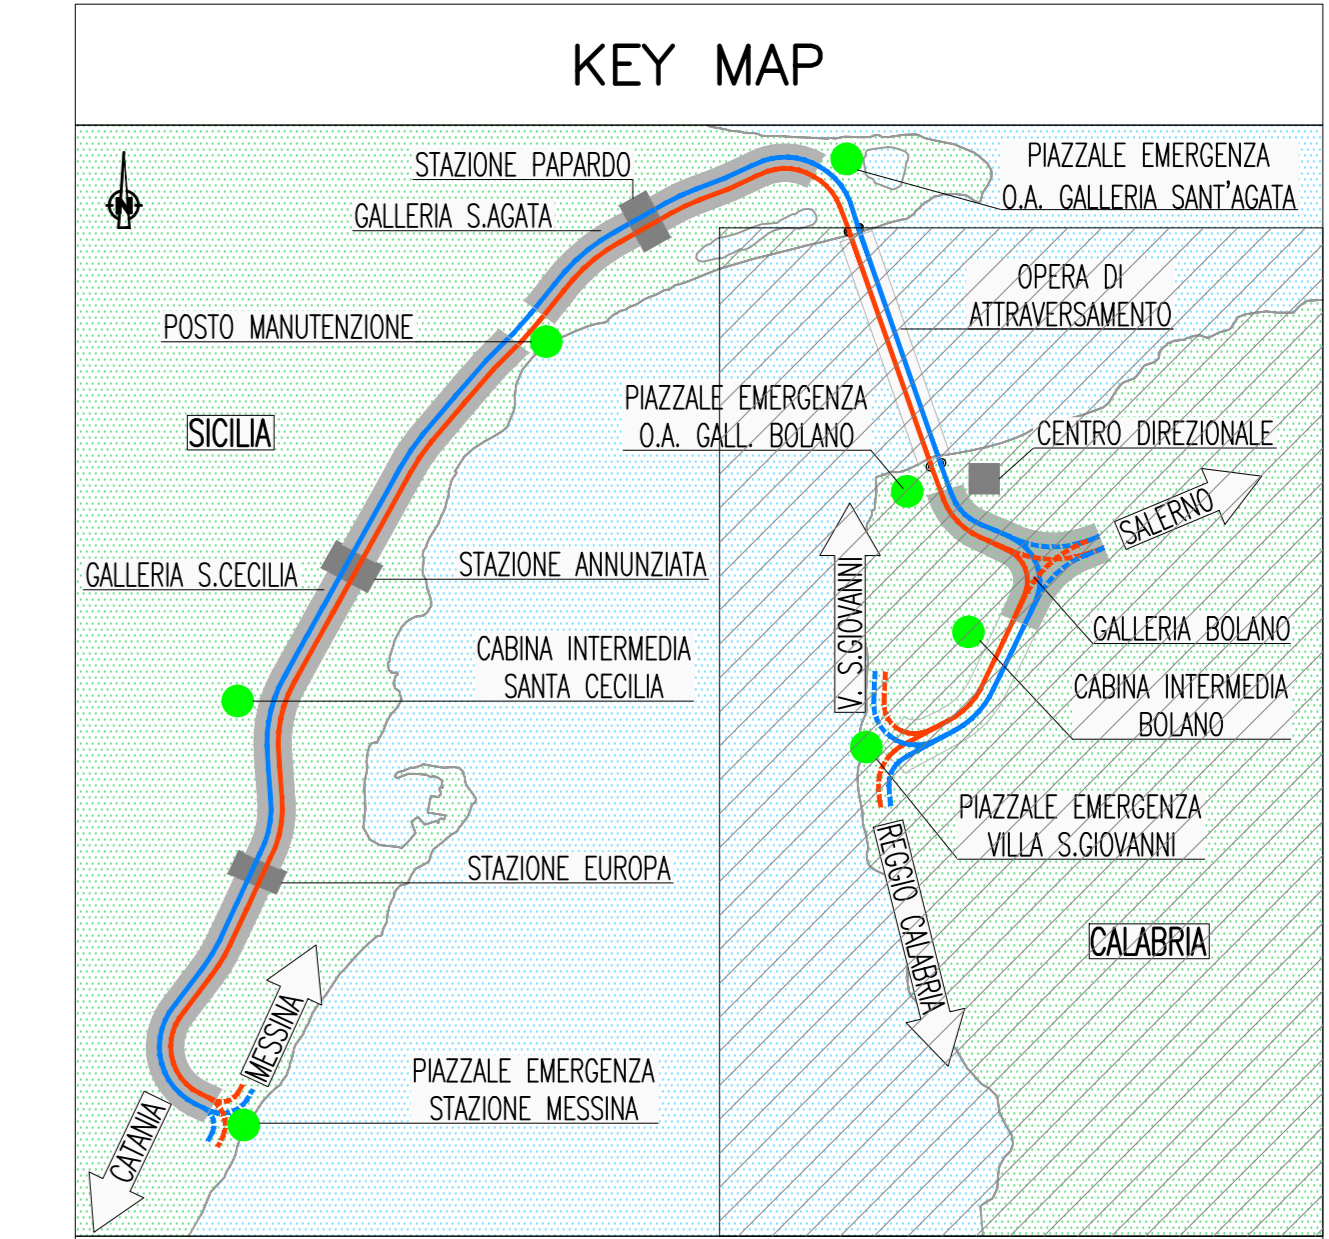 KEY MAP
N
STAZIONE PAPARDO
GALLERIA S.AGATA
PIAZZALE EMERGENZA
O.A. GALLERIA SANT'AGATA
OPERA DI
ATTRAVERSAMENTO
POSTO MANUTENZIONE
SICILIA
PIAZZALE EMERGENZA
O.A. GALL. BOLANO
CENTRO DIREZIONALE
SALERNO
GALLERIA S.CECILIA
STAZIONE ANNUNZIATA
V. S.GIOVANNI
GALLERIA BOLANO
CABINA INTERMEDIA
SANTA CECILIA
CABINA INTERMEDIA
BOLANO
PIAZZALE EMERGENZA
VILLA S.GIOVANNI
STAZIONE EUROPA
REGGIO CALABRIA
CALABRIA
MESSINA
PIAZZALE EMERGENZA
STAZIONE MESSINA
CATANIA